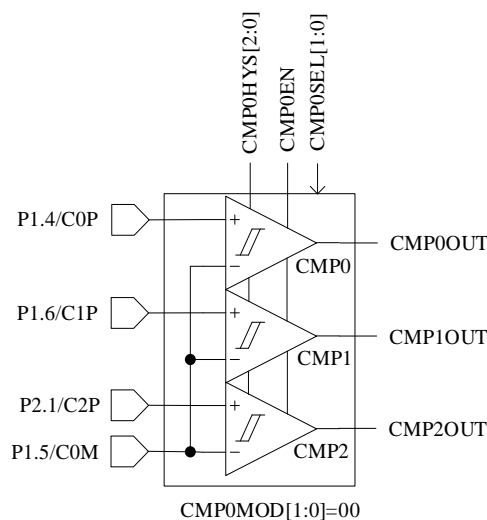 CMP0HYS[2:0]
CMP0EN
CMP0SEL[1:0]
P1.4/C0P
+
−
CMP0
CMP0OUT
P1.6/C1P
+
−
CMP1
CMP1OUT
P2.1/C2P
+
P1.5/C0M
−
CMP2
CMP2OUT
CMP0MOD[1:0]=00